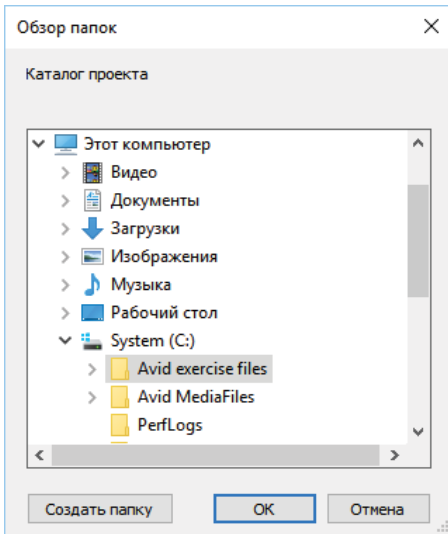 Обзор папок
Каталог проекта
Этот компьютер
Видео
Документы
Загрузки
Изображения
Музыка
Рабочий стол
System (C:)
Avid exercise files
Avid MediaFiles
PerfLogs
Создать папку
OK
Отмена